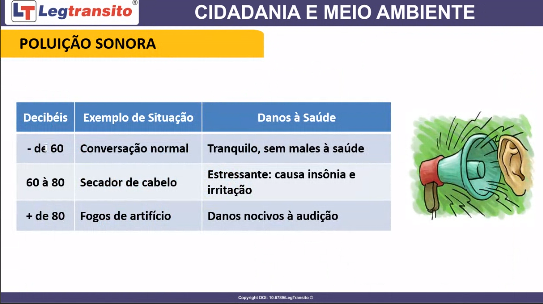 LT Legtransito®
CIDADANIA E MEIO AMBIENTE
POLUIÇÃO SONORA
Decibéis Exemplo de Situação Danos à Saúde
- de 60 Conversação normal Tranquilo, sem males à saúde
60 à 80 Secador de cabelo Estressante: causa insônia e
irritação
+ de 80 Fogos de artifício Danos nocivos à audição
Copyright DOI: